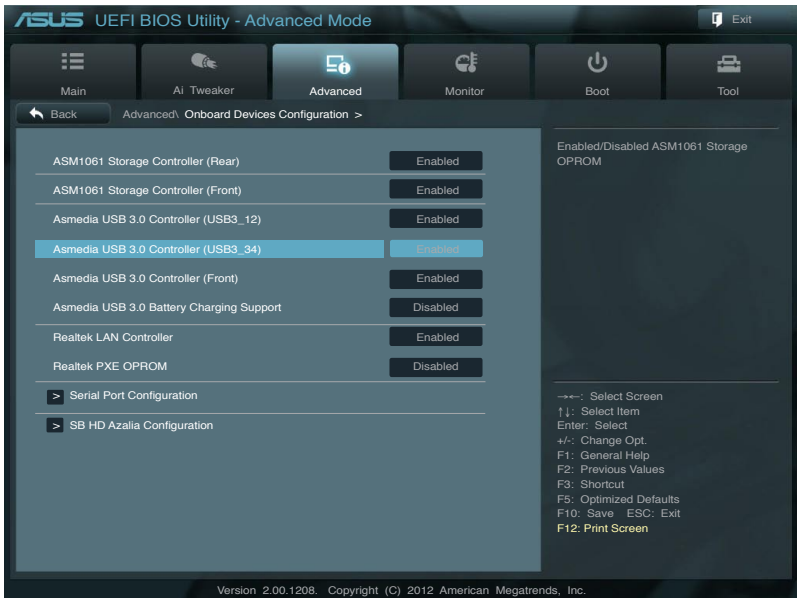 ASUS UEFI BIOS Utility - Advanced Mode
Exit
Main
Ai Tweaker
Advanced
Monitor
Boot
Tool
Back
Advanced\ Onboard Devices Configuration >
ASM1061 Storage Controller (Rear) Enabled
ASM1061 Storage Controller (Front) Enabled
Asmedia USB 3.0 Controller (USB3_12) Enabled
Asmedia USB 3.0 Controller (USB3_34) Enabled
Asmedia USB 3.0 Controller (Front) Enabled
Asmedia USB 3.0 Battery Charging Support Disabled
Realtek LAN Controller Enabled
Realtek PXE OPROM Disabled
> Serial Port Configuration
> SB HD Azalia Configuration
Enabled/Disabled ASM1061 Storage
OPROM
→←: Select Screen
↑↓: Select Item
Enter: Select
+/-: Change Opt.
F1: General Help
F2: Previous Values
F3: Shortcut
F5: Optimized Defaults
F10: Save ESC: Exit
F12: Print Screen
Version 2.00.1208. Copyright (C) 2012 American Megatrends, Inc.